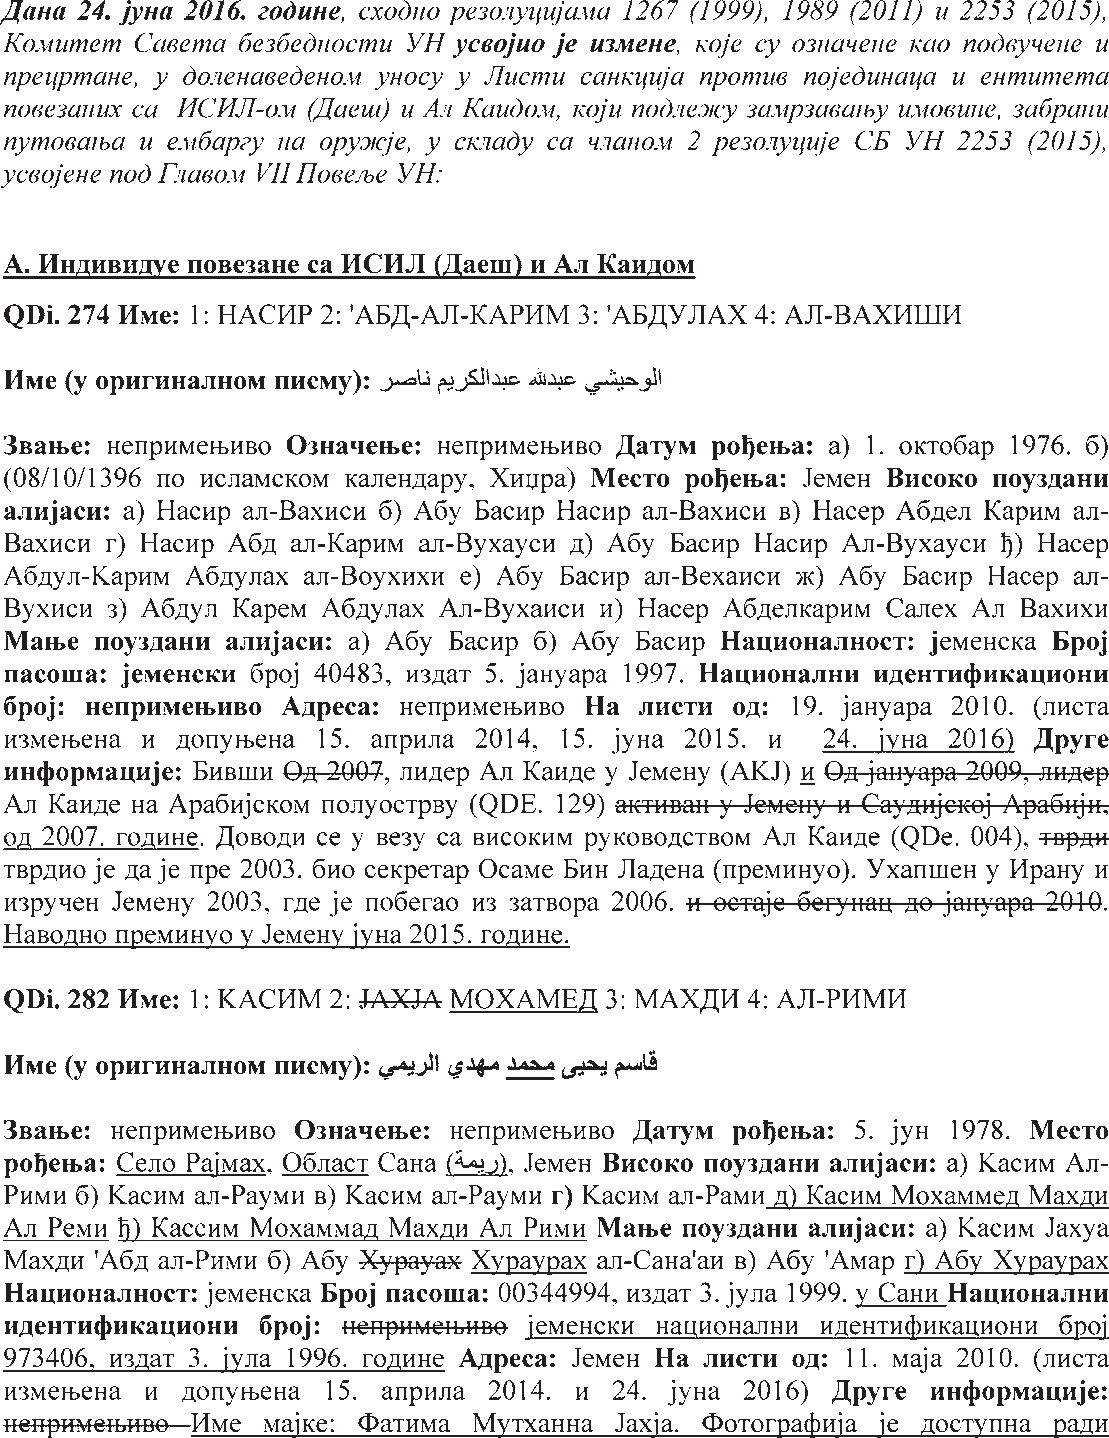 Дана 24. јуна 2016. године, сходно резолуцијама 1267 (1999), 1989 (2011) и 2253 (2015),
Комитет Савета безбедности УН усвојио је измене, које су означене као подвучене и
прецртане, у доленаведеном уносу у Листи санкција против појединаца и ентитета
повезаних са ИСИЛ-ом (Даеш) и Ал Каидом, који подлежу замрзавању имовине, забрани
путовања и ембаргу на оружје, у складу са чланом 2 резолуције СБ УН 2253 (2015),
усвојене под Главом VII Повеље УН:
А. Индивидуе повезане са ИСИЛ (Даеш) и Ал Каидом
QDi. 274 Име: 1: НАСИР 2: 'АБД-АЛ-КАРИМ 3: 'АБДУЛАХ 4: АЛ-ВАХИШИ
Име (у оригиналном писму): الوحيشي عبدالله عبدالكريم ناصر
Звање: непримењиво Означење: непримењиво Датум рођења: а) 1. октобар 1976. б)
(08/10/1396 по исламском календару, Хиџра) Место рођења: Јемен Високо поуздани
алијаси: а) Насир ал-Вахиси б) Абу Басир Насир ал-Вахиси в) Насер Абдел Карим ал-
Вахиси г) Насир Абд ал-Карим ал-Вухауси д) Абу Басир Насир Ал-Вухауси ђ) Насер
Абдул-Карим Абдулах ал-Воухихи е) Абу Басир ал-Вехаиси ж) Абу Басир Насер ал-
Вухиси з) Абдул Карем Абдулах Ал-Вухаиси и) Насер Абделкарим Салех Ал Вахихи
Мање поуздани алијаси: а) Абу Басир б) Абу Басир Националност: јеменска Број
пасоша: јеменски број 40483, издат 5. јануара 1997. Национални идентификациони
број: непримењиво Адреса: непримењиво На листи од: 19. јануара 2010. (листа
измењена и допуњена 15. априла 2014, 15. јуна 2015. и 24. јуна 2016) Друге
информације: Бивши Од 2007, лидер Ал Каиде у Јемену (AKJ) и Од јануара 2009, лидер
Ал Каиде на Арабијском полуострву (QDE. 129) активан у Јемену и Саудијској Арабији,
од 2007. године. Доводи се у везу са високим руководством Ал Каиде (QDe. 004), тврди
тврдио је да је пре 2003. био секретар Осаме Бин Ладена (преминуо). Ухапшен у Ирану и
изручен Јемену 2003, где је побегао из затвора 2006. и остаје бегунац до јануара 2010.
Наводно преминуо у Јемену јуна 2015. године.
QDi. 282 Име: 1: КАСИМ 2: ЈАХЈА МОХАМЕД 3: МАХДИ 4: АЛ-РИМИ
Име (у оригиналном писму): قاسم يحيى محمد مهدي الريمي
Звање: непримењиво Означење: непримењиво Датум рођења: 5. јун 1978. Место
рођења: Село Рајмах, Област Сана (ريمة), Јемен Високо поуздани алијаси: а) Касим Ал-
Рими б) Касим ал-Рауми в) Касим ал-Рауми г) Касим ал-Рами д) Касим Мохаммед Махди
Ал Реми ђ) Кассим Мохаммад Махди Ал Рими Мање поуздани алијаси: а) Касим Јахуа
Махди 'Абд ал-Рими б) Абу Хурауах Хураурах ал-Сана'аи в) Абу 'Амар г) Абу Хураурах
Националност: јеменска Број пасоша: 00344994, издат 3. јула 1999. у Сани Национални
идентификациони број: непримењиво јеменски национални идентификациони број
973406, издат 3. јула 1996. године Адреса: Јемен На листи од: 11. маја 2010. (листа
измењена и допуњена 15. априла 2014. и 24. јуна 2016) Друге информације:
непримењиво Име мајке: Фатима Мутханна Јахја. Фотографија је доступна ради